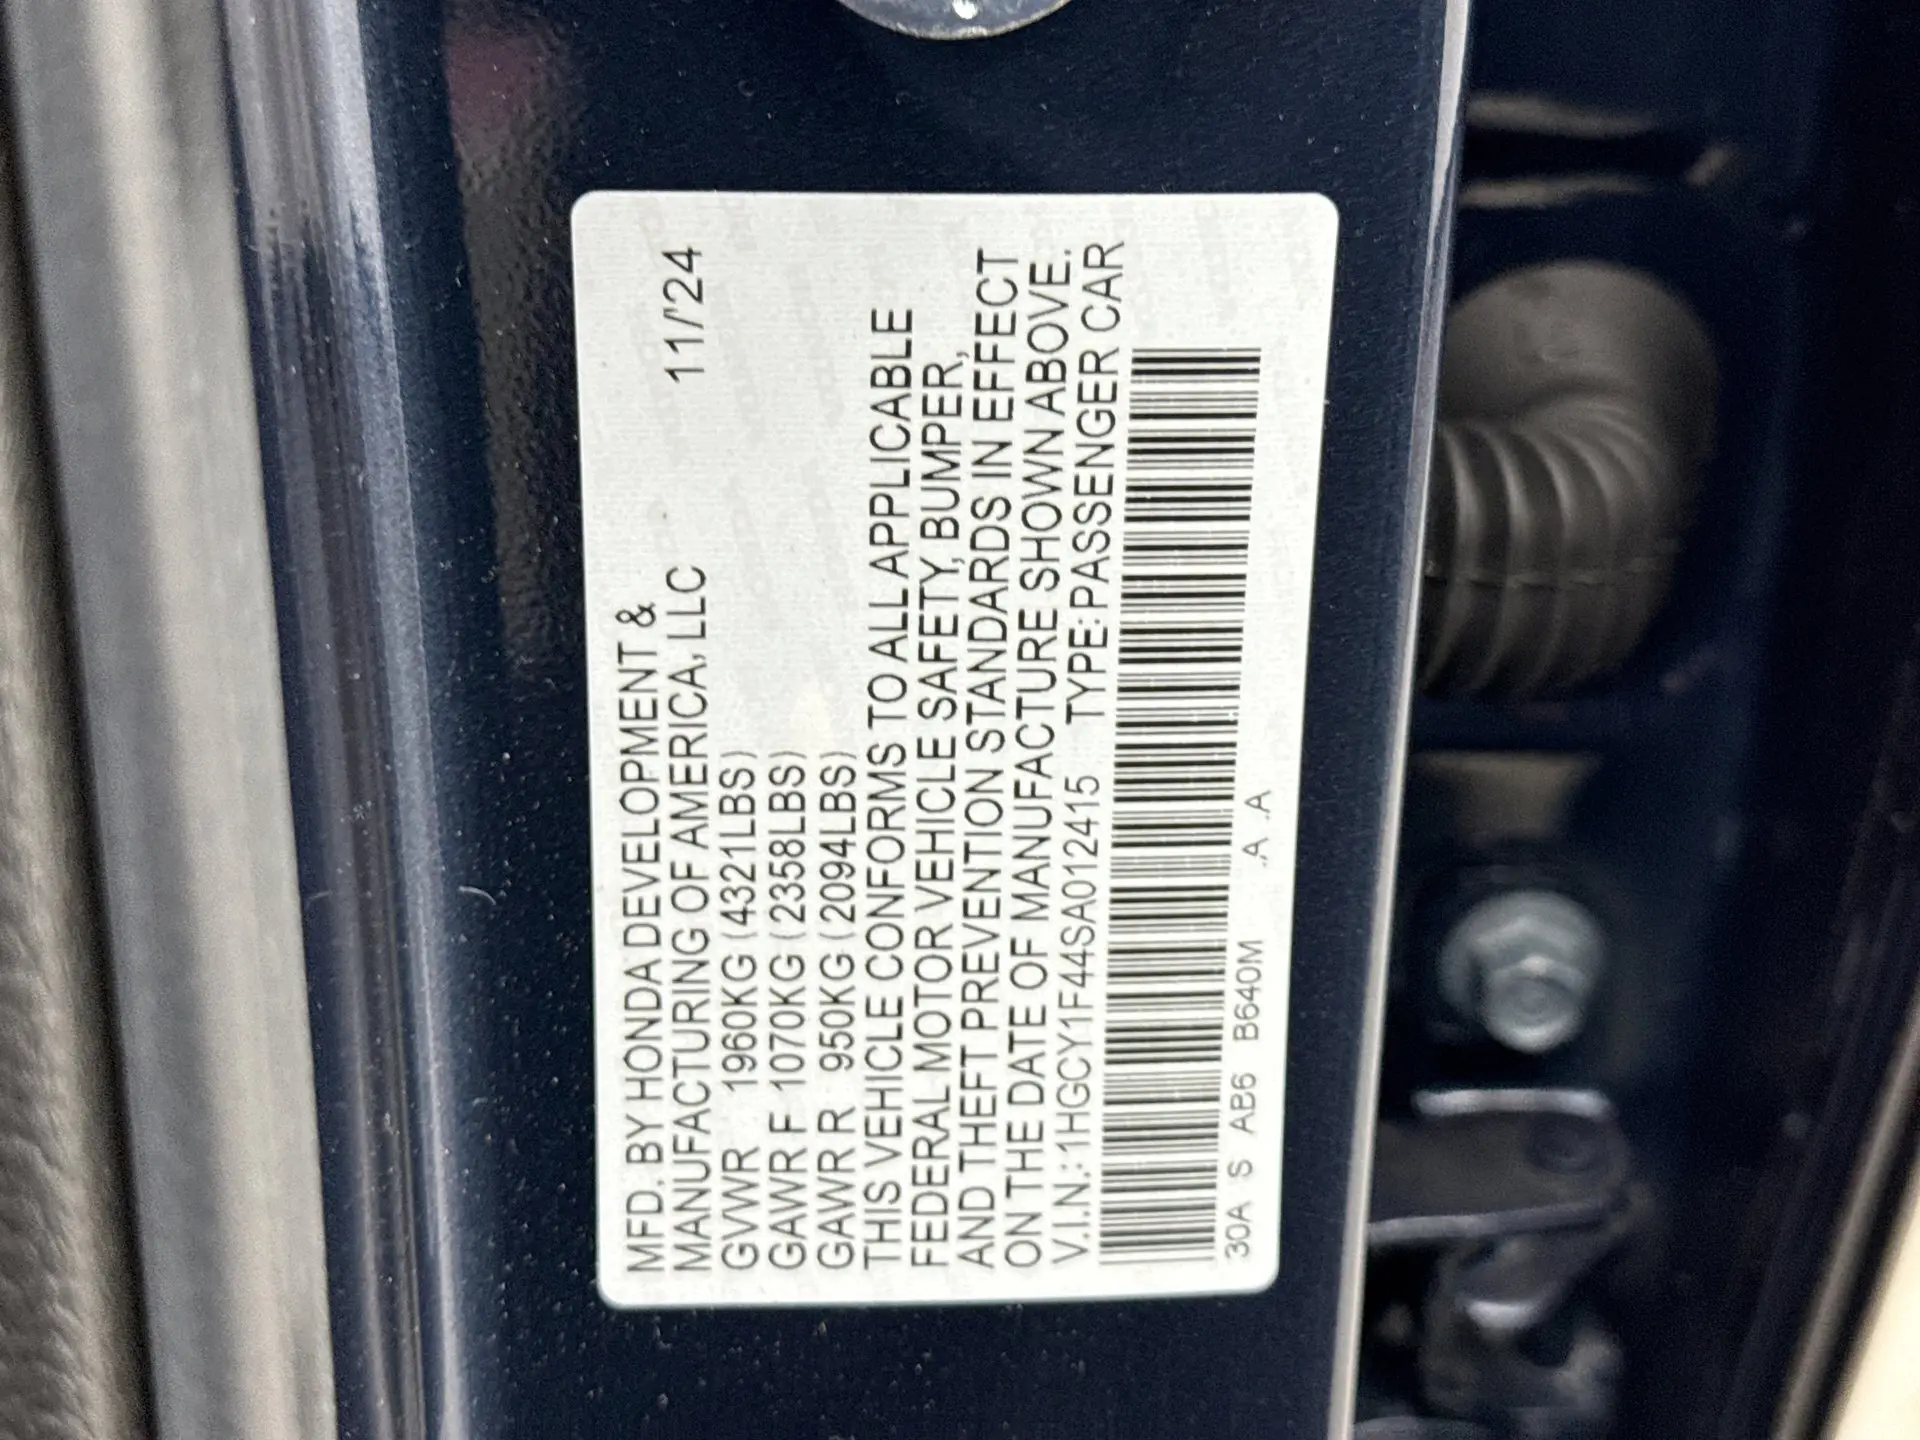 MFD. BY HONDA DEVELOPMENT &
MANUFACTURING OF AMERICA, LLC 11/'24
GVWR 1960KG (4321LBS)
GAWR F 1070KG (2358LBS)
GAWR R 950KG (2094LBS)
THIS VEHICLE CONFORMS TO ALL APPLICABLE
FEDERAL MOTOR VEHICLE SAFETY, BUMPER,
AND THEFT PREVENTION STANDARDS IN EFFECT
ON THE DATE OF MANUFACTURE SHOWN ABOVE.
V.I.N.: 1HGCY1F44SA012415 TYPE: PASSENGER CAR
30A S AB6 B640M .A .A